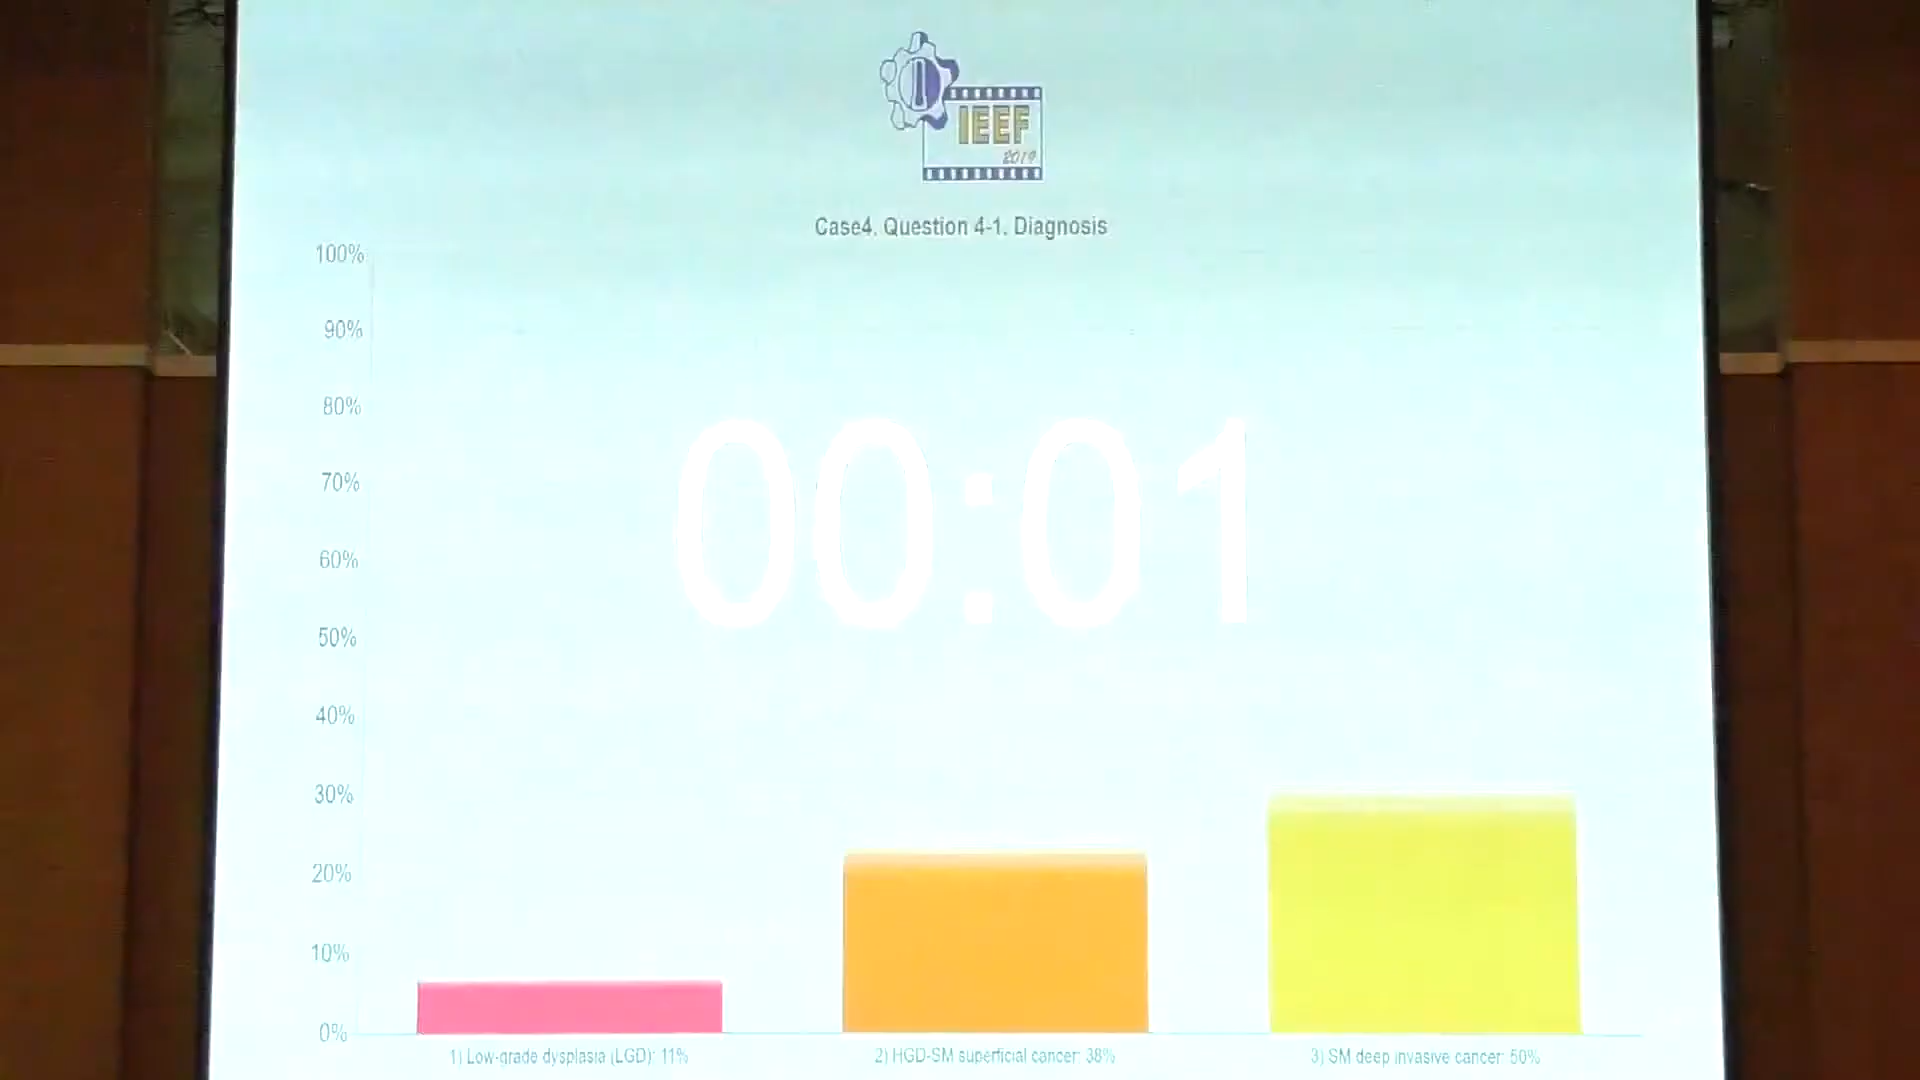 IEEF
2019
Case4. Question 4-1. Diagnosis
100%
90%
80%
70%
60%
50%
40%
30%
20%
10%
0%
00:01
1) Low-grade dysplasia (LGD): 11%
2) HGD-SM superficial cancer: 38%
3) SM deep invasive cancer: 50%